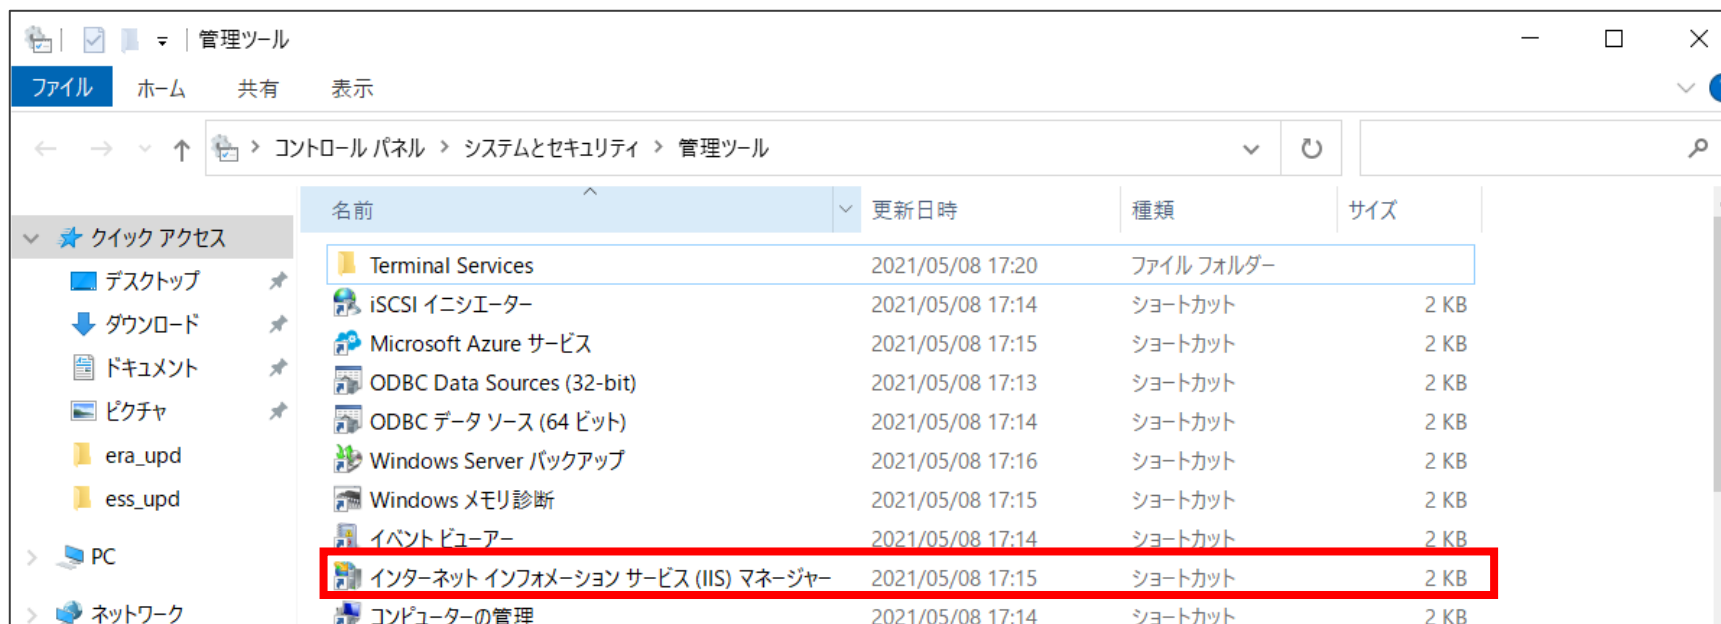 管理ツール
ファイル ホーム 共有 表示
コントロール パネル システムとセキュリティ 管理ツール
名前 更新日時 種類 サイズ
クイック アクセス
デスクトップ
ダウンロード
ドキュメント
ピクチャ
era_upd
ess_upd
PC
ネットワーク
Terminal Services 2021/05/08 17:20 ファイル フォルダー
iSCSI イニシエーター 2021/05/08 17:14 ショートカット 2 KB
Microsoft Azure サービス 2021/05/08 17:15 ショートカット 2 KB
ODBC Data Sources (32-bit) 2021/05/08 17:13 ショートカット 2 KB
ODBC データ ソース (64 ビット) 2021/05/08 17:14 ショートカット 2 KB
Windows Server バックアップ 2021/05/08 17:16 ショートカット 2 KB
Windows メモリ診断 2021/05/08 17:15 ショートカット 2 KB
イベント ビューアー 2021/05/08 17:14 ショートカット 2 KB
インターネット インフォメーション サービス (IIS) マネージャー 2021/05/08 17:15 ショートカット 2 KB
コンピューターの管理 2021/05/08 17:14 ショートカット 2 KB